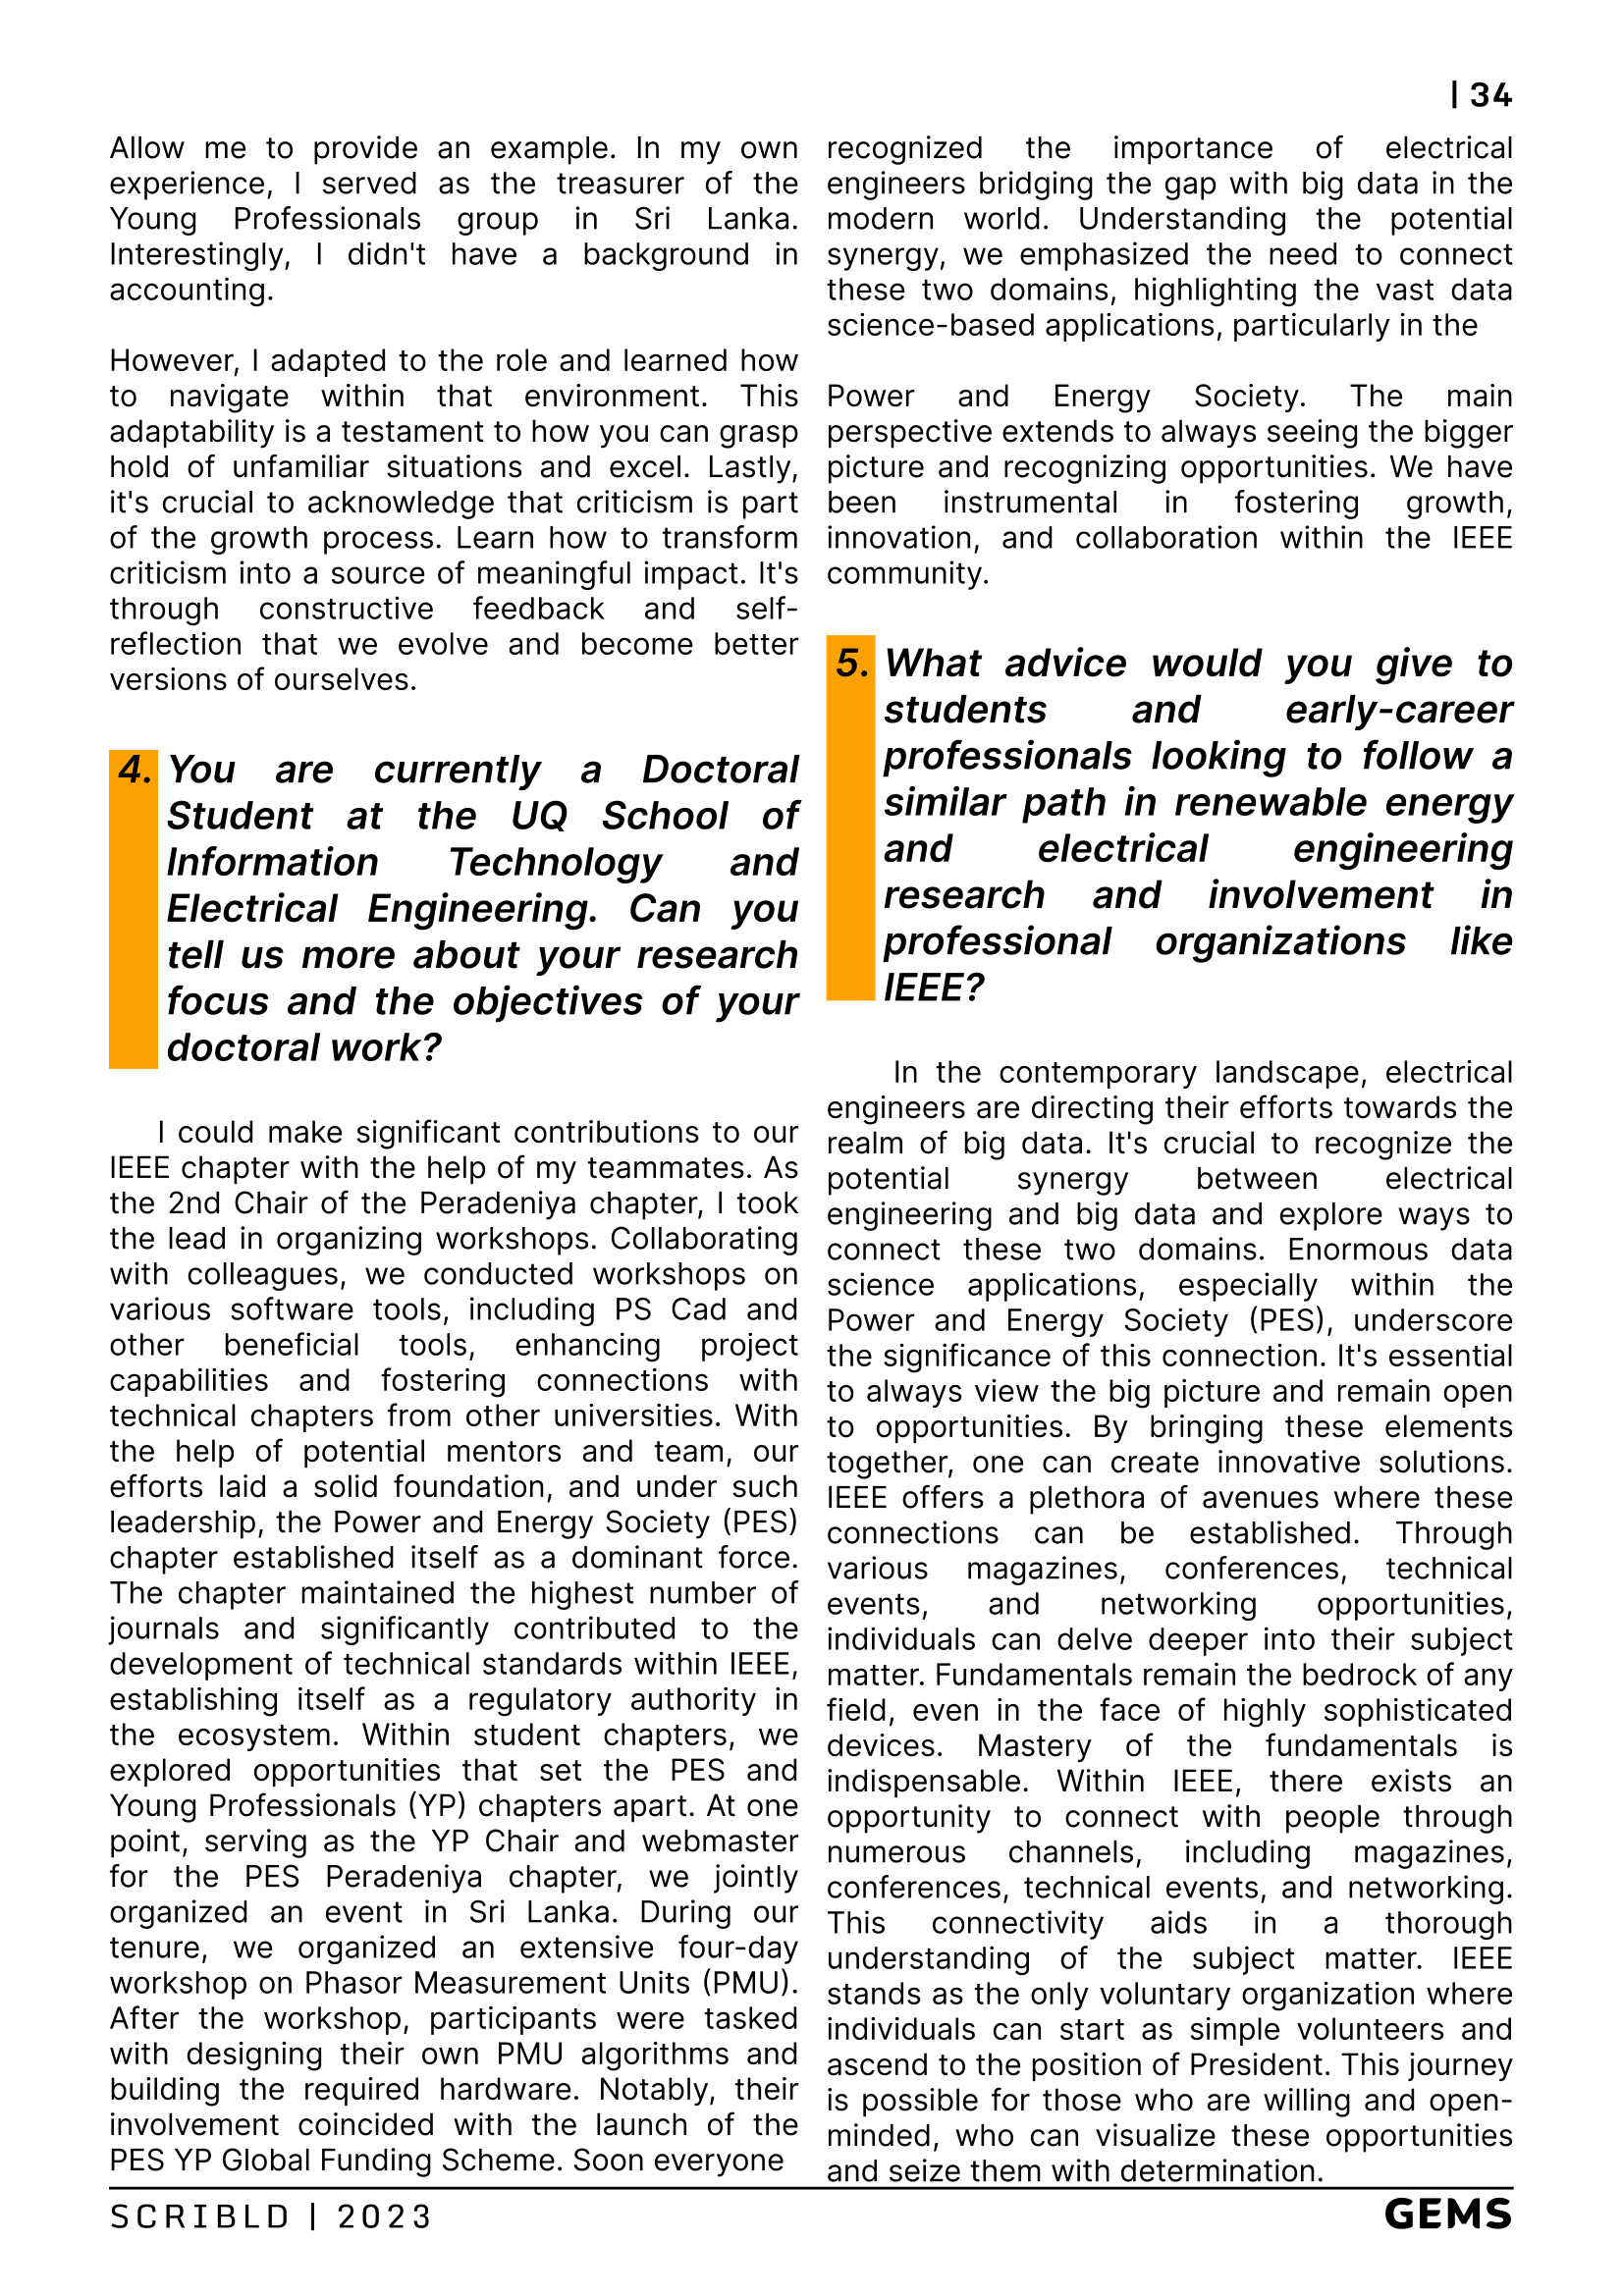 | 34
Allow me to provide an example. In my own
experience, I served as the treasurer of the
Young Professionals group in Sri Lanka.
Interestingly, I didn't have a background in
accounting.
However, I adapted to the role and learned how
to navigate within that environment. This
adaptability is a testament to how you can grasp
hold of unfamiliar situations and excel. Lastly,
it's crucial to acknowledge that criticism is part
of the growth process. Learn how to transform
criticism into a source of meaningful impact. It's
through constructive feedback and self-
reflection that we evolve and become better
versions of ourselves.
4. You are currently a Doctoral
Student at the UQ School of
Information Technology and
Electrical Engineering. Can you
tell us more about your research
focus and the objectives of your
doctoral work?
I could make significant contributions to our
IEEE chapter with the help of my teammates. As
the 2nd Chair of the Peradeniya chapter, I took
the lead in organizing workshops. Collaborating
with colleagues, we conducted workshops on
various software tools, including PS Cad and
other beneficial tools, enhancing project
capabilities and fostering connections with
technical chapters from other universities. With
the help of potential mentors and team, our
efforts laid a solid foundation, and under such
leadership, the Power and Energy Society (PES)
chapter established itself as a dominant force.
The chapter maintained the highest number of
journals and significantly contributed to the
development of technical standards within IEEE,
establishing itself as a regulatory authority in
the ecosystem. Within student chapters, we
explored opportunities that set the PES and
Young Professionals (YP) chapters apart. At one
point, serving as the YP Chair and webmaster
for the PES Peradeniya chapter, we jointly
organized an event in Sri Lanka. During our
tenure, we organized an extensive four-day
workshop on Phasor Measurement Units (PMU).
After the workshop, participants were tasked
with designing their own PMU algorithms and
building the required hardware. Notably, their
involvement coincided with the launch of the
PES YP Global Funding Scheme. Soon everyone
recognized the importance of electrical
engineers bridging the gap with big data in the
modern world. Understanding the potential
synergy, we emphasized the need to connect
these two domains, highlighting the vast data
science-based applications, particularly in the
Power and Energy Society. The main
perspective extends to always seeing the bigger
picture and recognizing opportunities. We have
been instrumental in fostering growth,
innovation, and collaboration within the IEEE
community.
5. What advice would you give to
students and early-career
professionals looking to follow a
similar path in renewable energy
and electrical engineering
research and involvement in
professional organizations like
IEEE?
In the contemporary landscape, electrical
engineers are directing their efforts towards the
realm of big data. It's crucial to recognize the
potential synergy between electrical
engineering and big data and explore ways to
connect these two domains. Enormous data
science applications, especially within the
Power and Energy Society (PES), underscore
the significance of this connection. It's essential
to always view the big picture and remain open
to opportunities. By bringing these elements
together, one can create innovative solutions.
IEEE offers a plethora of avenues where these
connections can be established. Through
various magazines, conferences, technical
events, and networking opportunities,
individuals can delve deeper into their subject
matter. Fundamentals remain the bedrock of any
field, even in the face of highly sophisticated
devices. Mastery of the fundamentals is
indispensable. Within IEEE, there exists an
opportunity to connect with people through
numerous channels, including magazines,
conferences, technical events, and networking.
This connectivity aids in a thorough
understanding of the subject matter. IEEE
stands as the only voluntary organization where
individuals can start as simple volunteers and
ascend to the position of President. This journey
is possible for those who are willing and open-
minded, who can visualize these opportunities
and seize them with determination.
SCRIBLD | 2023
GEMS